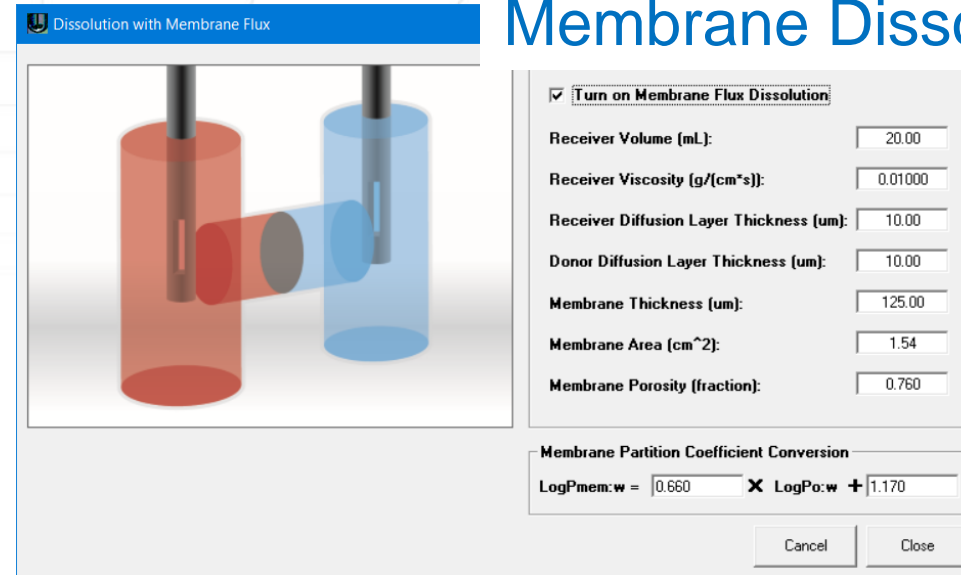 Dissolution with Membrane Flux
Membrane
Turn on Membrane Flux Dissolution
Receiver Volume (mL): 20.00
Receiver Viscosity (g/(cm*s)): 0.01000
Receiver Diffusion Layer Thickness (um): 10.00
Donor Diffusion Layer Thickness (um): 10.00
Membrane Thickness (um): 125.00
Membrane Area (cm^2): 1.54
Membrane Porosity (fraction): 0.760
Membrane Partition Coefficient Conversion
LogPmem:w = 0.660 X LogPo:w + 1.170
Cancel Close